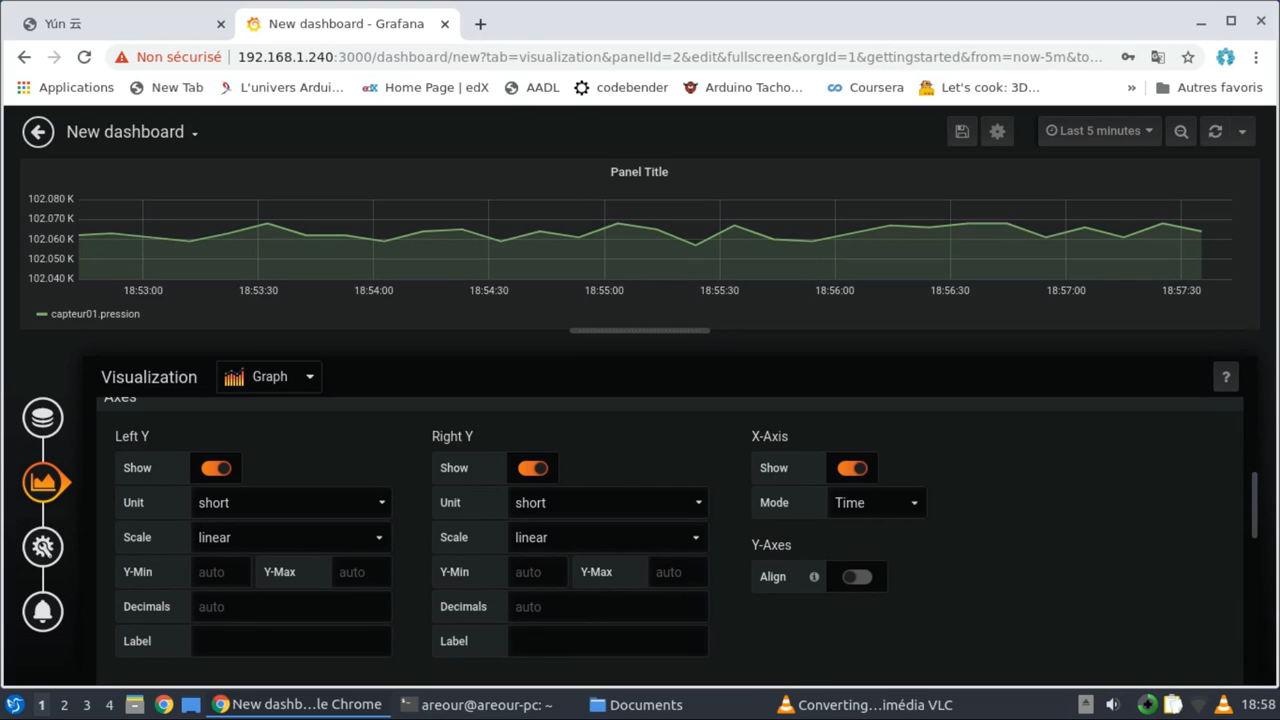 Yún 云
New dashboard - Grafana
Non sécurisé
192.168.1.240:3000/dashboard/new?tab=visualization&panelId=2&edit&fullscreen&orgId=1&gettingstarted&from=now-5m&to...
Applications
New Tab
L'univers Ardui...
Home Page | edX
AADL
codebender
Arduino Tacho...
Coursera
Let's cook: 3D...
»
Autres favoris
New dashboard
Last 5 minutes
Panel Title
102.080 K
102.070 K
102.060 K
102.050 K
102.040 K
18:53:00 18:53:30 18:54:00 18:54:30 18:55:00 18:55:30 18:56:00 18:56:30 18:57:00 18:57:30
capteur01.pression
Visualization
Graph
?
Axes
Left Y
Show
Unit short
Scale linear
Y-Min auto Y-Max auto
Decimals auto
Label
Right Y
Show
Unit short
Scale linear
Y-Min auto Y-Max auto
Decimals auto
Label
X-Axis
Show
Mode Time
Y-Axes
Align
1 2 3 4
New dashb...le Chrome
areour@areour-pc: ~
Documents
Converting...imédia VLC
18:58